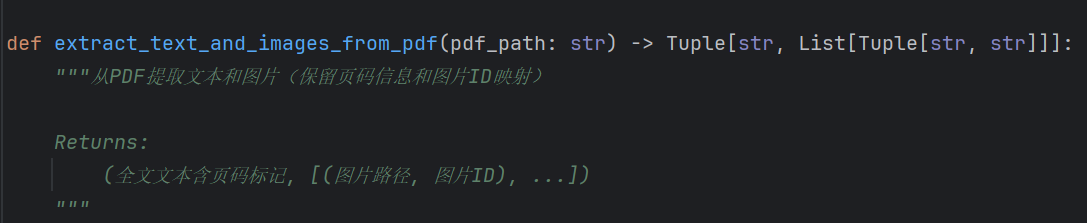 def extract_text_and_images_from_pdf(pdf_path: str) -> Tuple[str, List[Tuple[str, str]]]:
"""从PDF提取文本和图片（保留页码信息和图片ID映射）
Returns:
(全文文本含页码标记, [(图片路径, 图片ID), ...])
"""